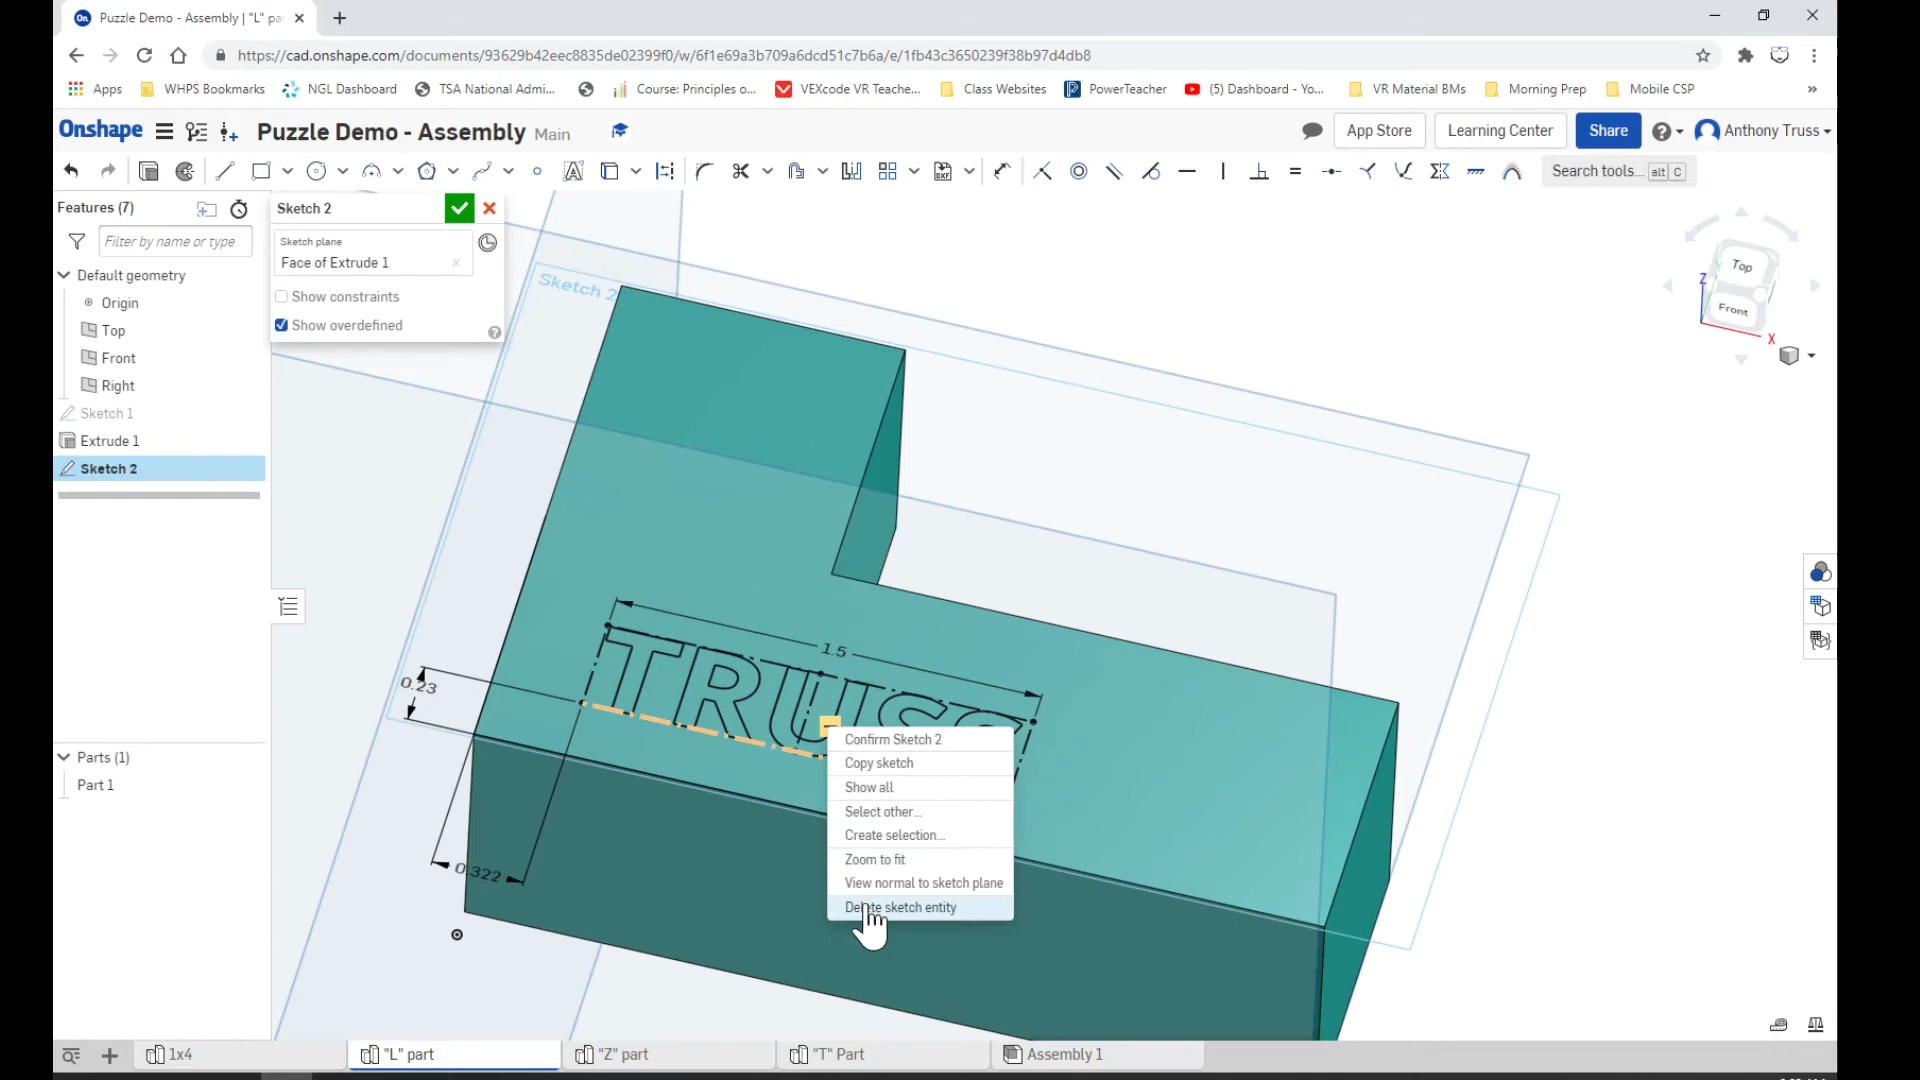 Puzzle Demo - Assembly | "L" pa
https://cad.onshape.com/documents/93629b42eec8835de02399f0/w/6f1e69a3b709a6dcd51c7b6a/e/1fb43c3650239f38b97d4db8
Apps WHPS Bookmarks NGL Dashboard TSA National Admi... Course: Principles o... VEXcode VR Teache... Class Websites PowerTeacher (5) Dashboard - Yo... VR Material BMs Morning Prep Mobile CSP »
Onshape Puzzle Demo - Assembly Main App Store Learning Center Share Anthony Truss
Search tools... alt C
Features (7)
Filter by name or type
Default geometry
Origin
Top
Front
Right
Sketch 1
Extrude 1
Sketch 2
Parts (1)
Part 1
Sketch 2
Sketch plane
Face of Extrude 1
Show constraints
Show overdefined
Sketch 2
Top
Front
Z
X
1.5
TRUSS
0.23
0.322
Confirm Sketch 2
Copy sketch
Show all
Select other...
Create selection...
Zoom to fit
View normal to sketch plane
Delete sketch entity
1x4 "L" part "Z" part "T" Part Assembly 1